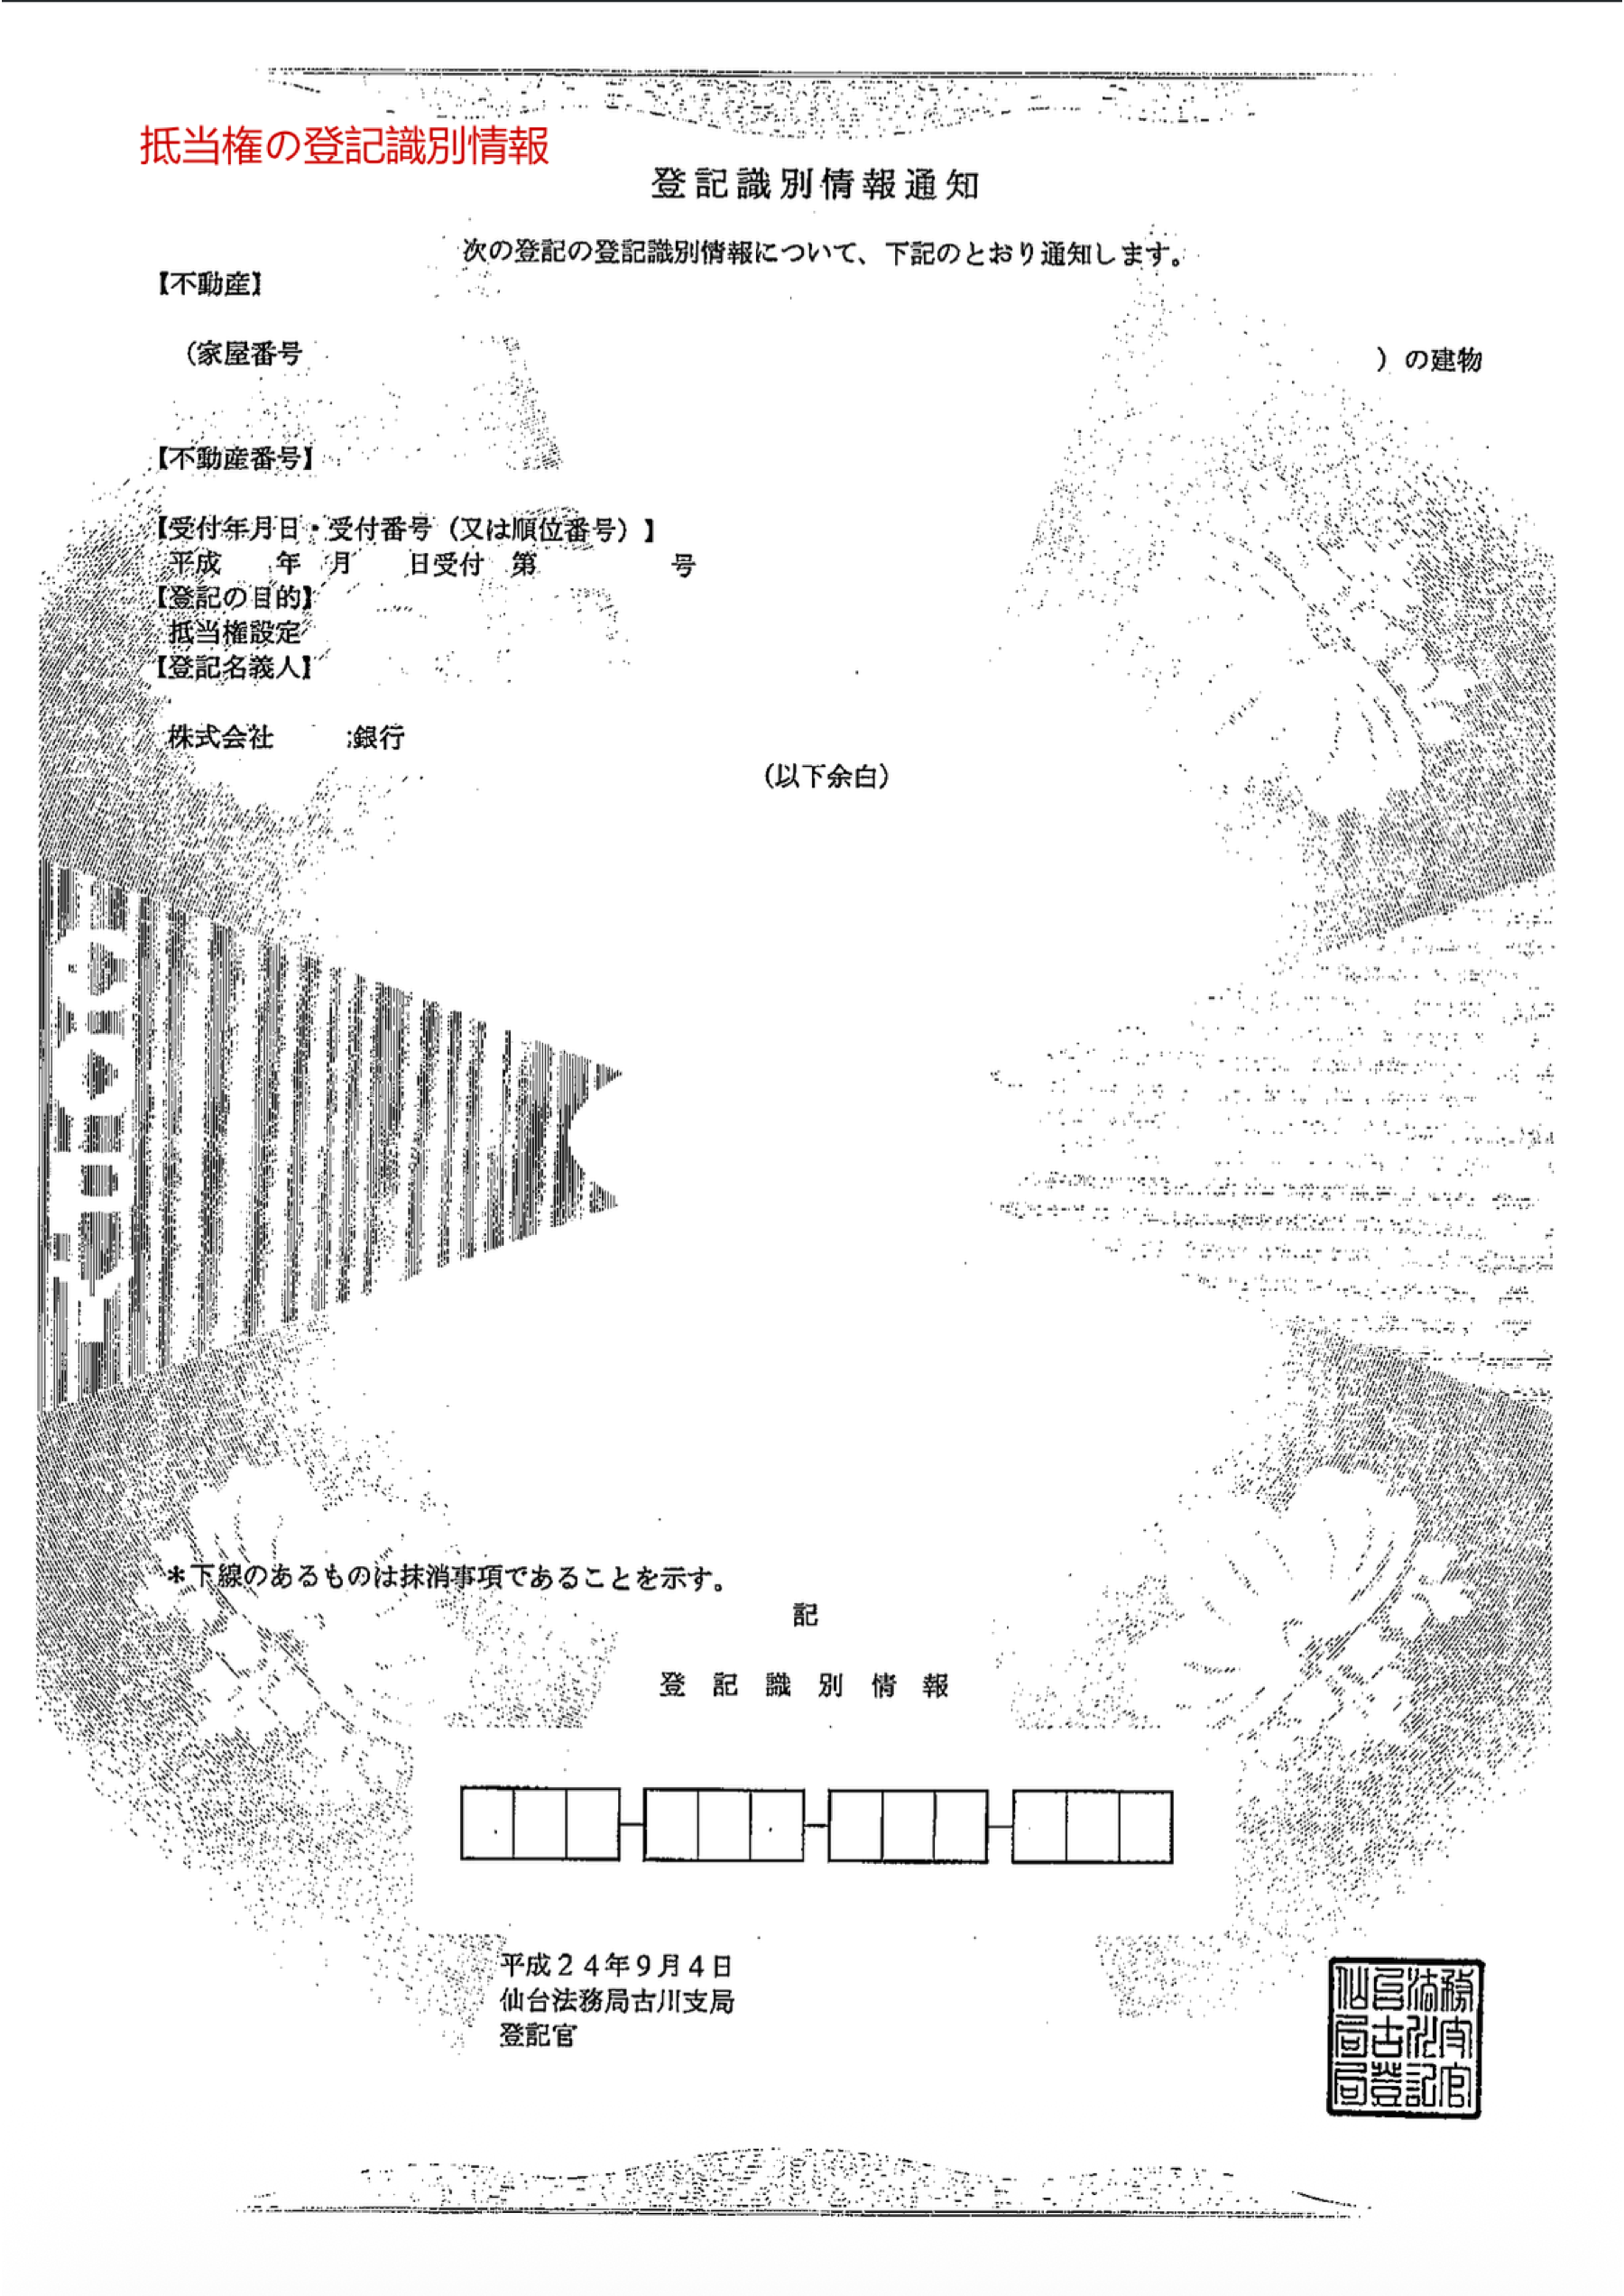 抵当権の登記識別情報
登記識別情報通知
次の登記の登記識別情報について、下記のとおり通知します。
【不動産】
（家屋番号　　　）の建物
【不動産番号】
【受付年月日・受付番号（又は順位番号）】
平成　　年　月　　日受付　第　　　　　号
【登記の目的】
抵当権設定
【登記名義人】
株式会社　　　銀行
（以下余白）
＊下線のあるものは抹消事項であることを示す。
記
登記識別情報
平成２４年９月４日
仙台法務局古川支局
登記官